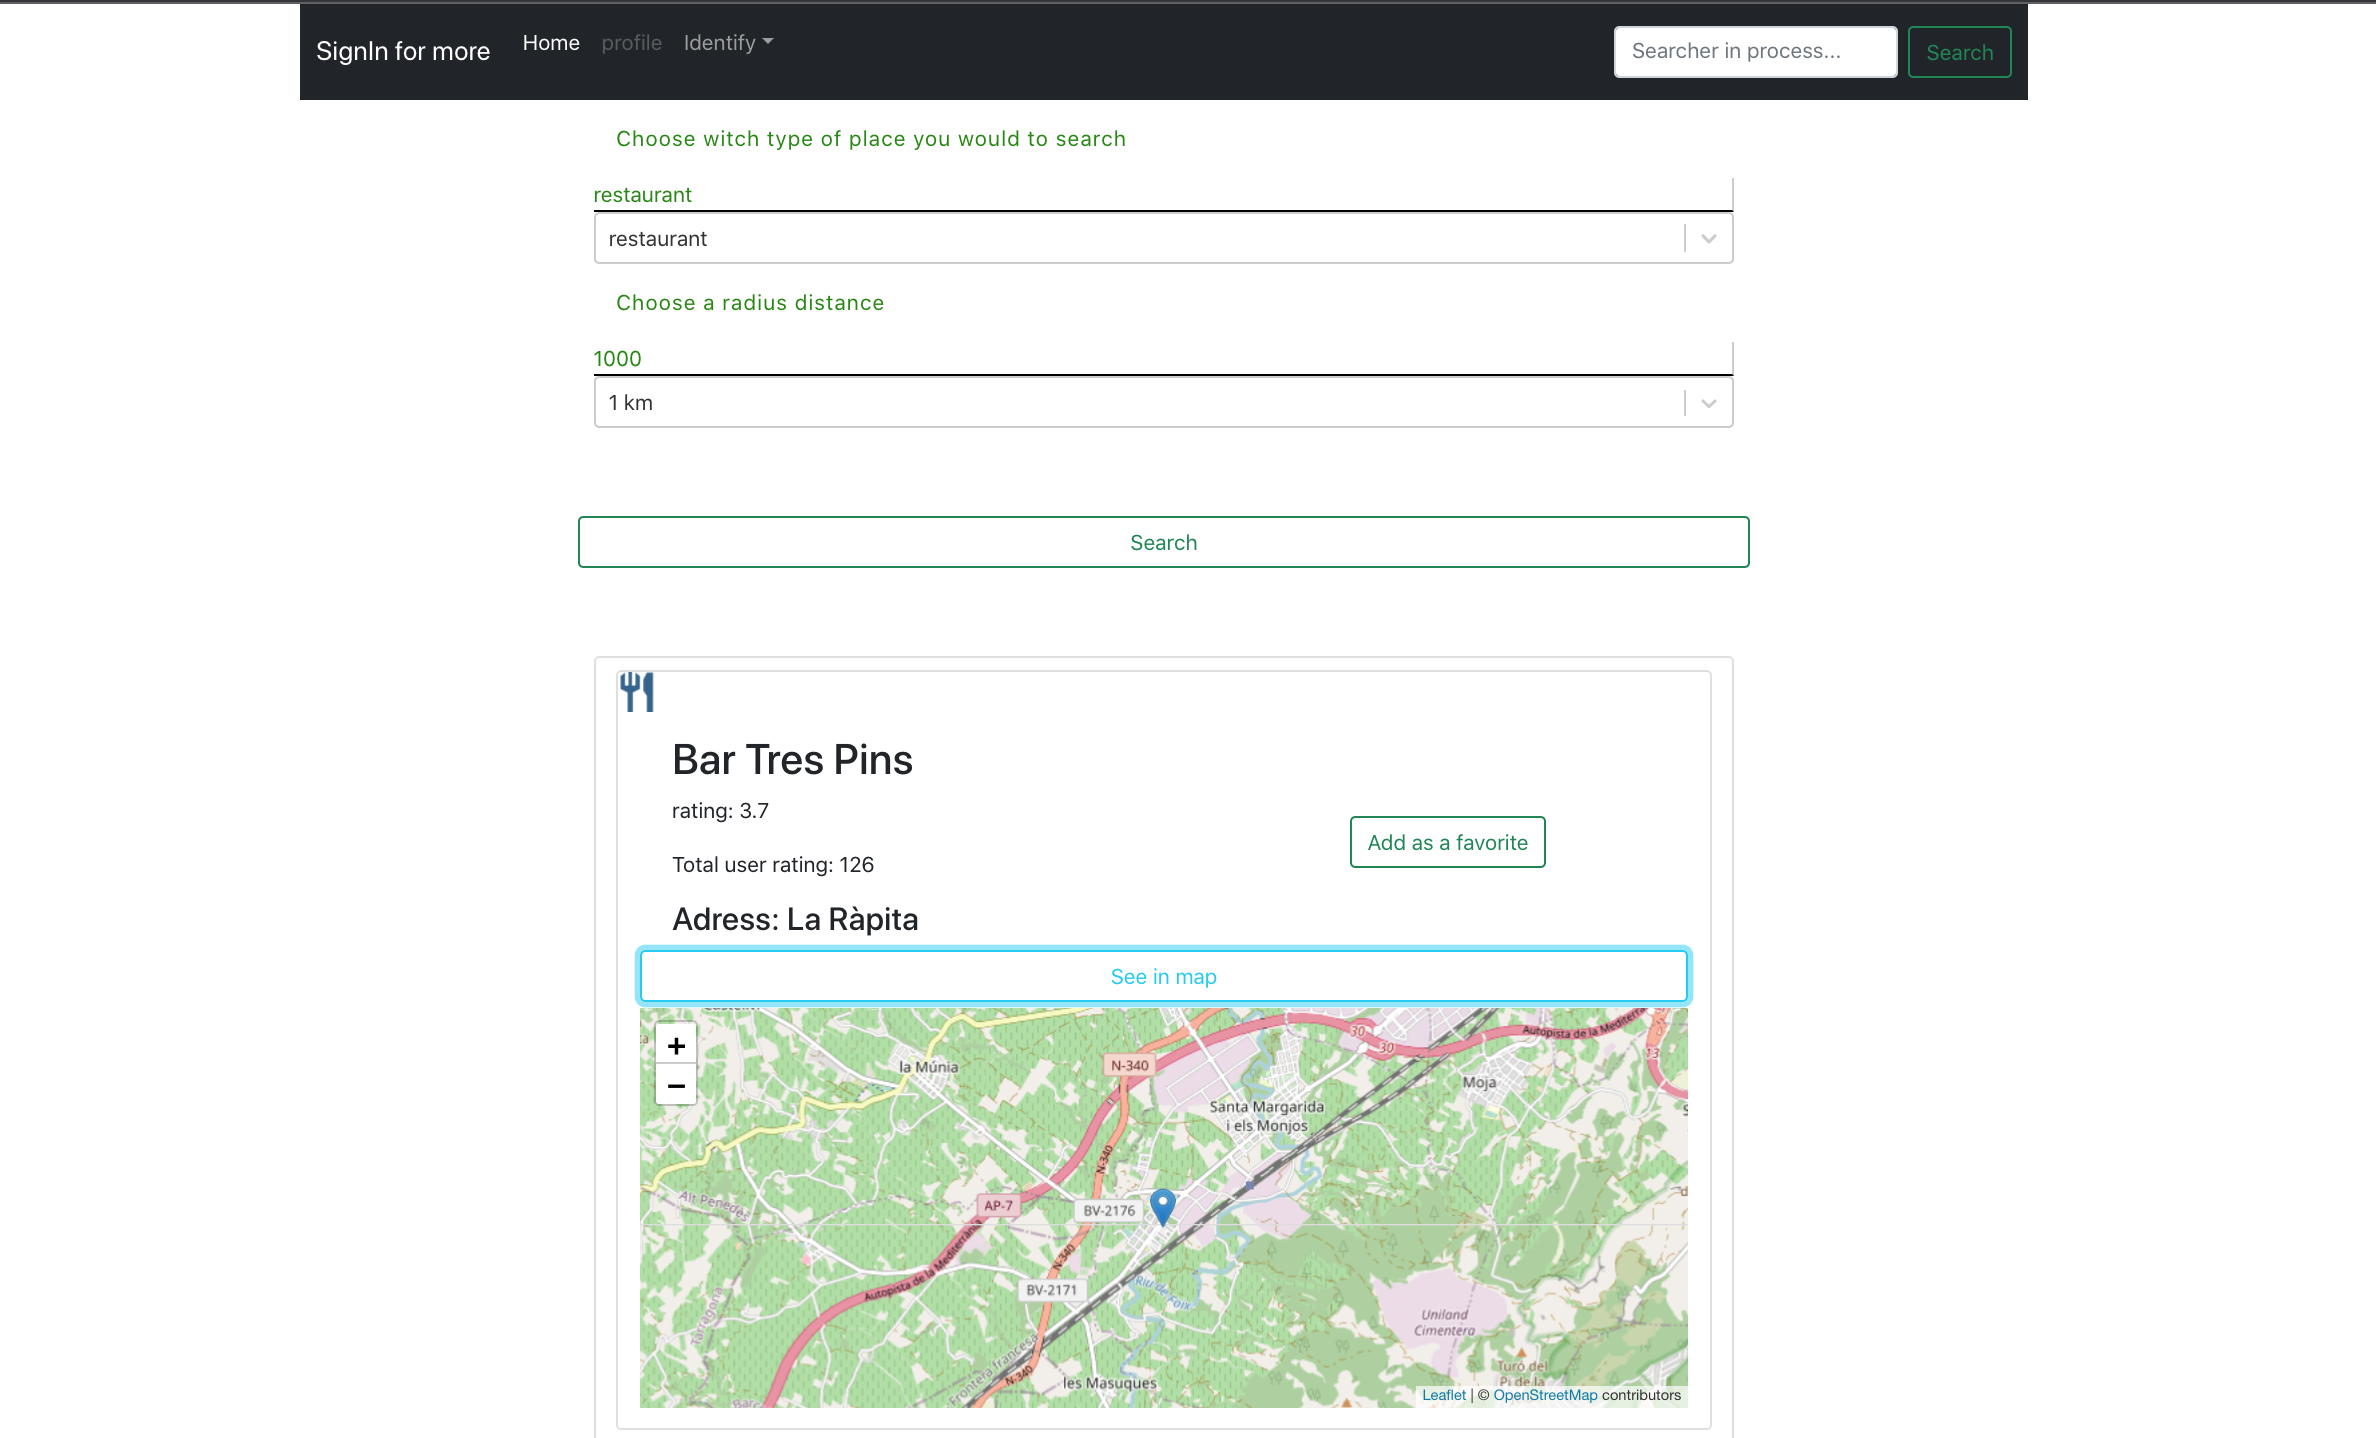 SignIn for more
Home
profile
Identify
Searcher in process...
Search
Choose witch type of place you would to search
restaurant
restaurant
Choose a radius distance
1000
1 km
Search
Bar Tres Pins
rating: 3.7
Add as a favorite
Total user rating: 126
Adress: La Ràpita
See in map
+
−
30
30
Autopista de la Mediterr
13
la Múnia
N-340
Moja
Santa Margarida
i els Monjos
N-340
Alt Penedès
AP-7
BV-2176
Autopista de la Mediterrània
N-340
BV-2171
Riu de Foix
Tarragona
Uniland
Cimentera
Frontera francesa
N-340
les Masuques
Turó del
Pi de la
Leaflet | © OpenStreetMap contributors